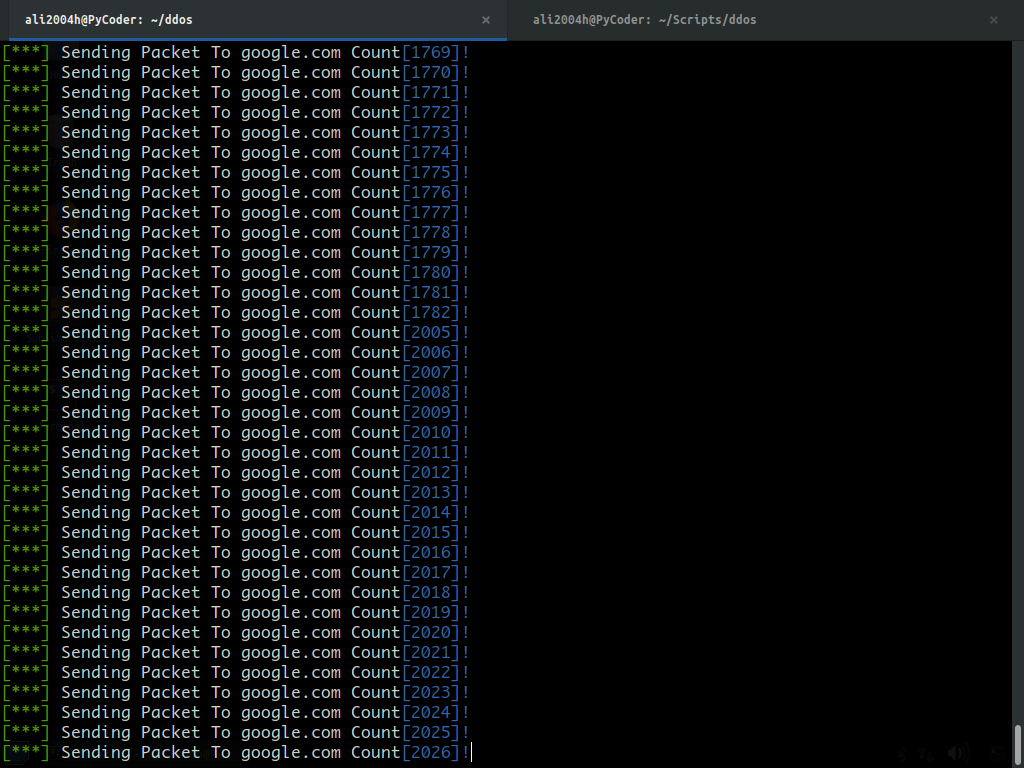 ali2004h@PyCoder: ~/ddos × ali2004h@PyCoder: ~/Scripts/ddos ×
[***] Sending Packet To google.com Count[1769]!
[***] Sending Packet To google.com Count[1770]!
[***] Sending Packet To google.com Count[1771]!
[***] Sending Packet To google.com Count[1772]!
[***] Sending Packet To google.com Count[1773]!
[***] Sending Packet To google.com Count[1774]!
[***] Sending Packet To google.com Count[1775]!
[***] Sending Packet To google.com Count[1776]!
[***] Sending Packet To google.com Count[1777]!
[***] Sending Packet To google.com Count[1778]!
[***] Sending Packet To google.com Count[1779]!
[***] Sending Packet To google.com Count[1780]!
[***] Sending Packet To google.com Count[1781]!
[***] Sending Packet To google.com Count[1782]!
[***] Sending Packet To google.com Count[2005]!
[***] Sending Packet To google.com Count[2006]!
[***] Sending Packet To google.com Count[2007]!
[***] Sending Packet To google.com Count[2008]!
[***] Sending Packet To google.com Count[2009]!
[***] Sending Packet To google.com Count[2010]!
[***] Sending Packet To google.com Count[2011]!
[***] Sending Packet To google.com Count[2012]!
[***] Sending Packet To google.com Count[2013]!
[***] Sending Packet To google.com Count[2014]!
[***] Sending Packet To google.com Count[2015]!
[***] Sending Packet To google.com Count[2016]!
[***] Sending Packet To google.com Count[2017]!
[***] Sending Packet To google.com Count[2018]!
[***] Sending Packet To google.com Count[2019]!
[***] Sending Packet To google.com Count[2020]!
[***] Sending Packet To google.com Count[2021]!
[***] Sending Packet To google.com Count[2022]!
[***] Sending Packet To google.com Count[2023]!
[***] Sending Packet To google.com Count[2024]!
[***] Sending Packet To google.com Count[2025]!
[***] Sending Packet To google.com Count[2026]!